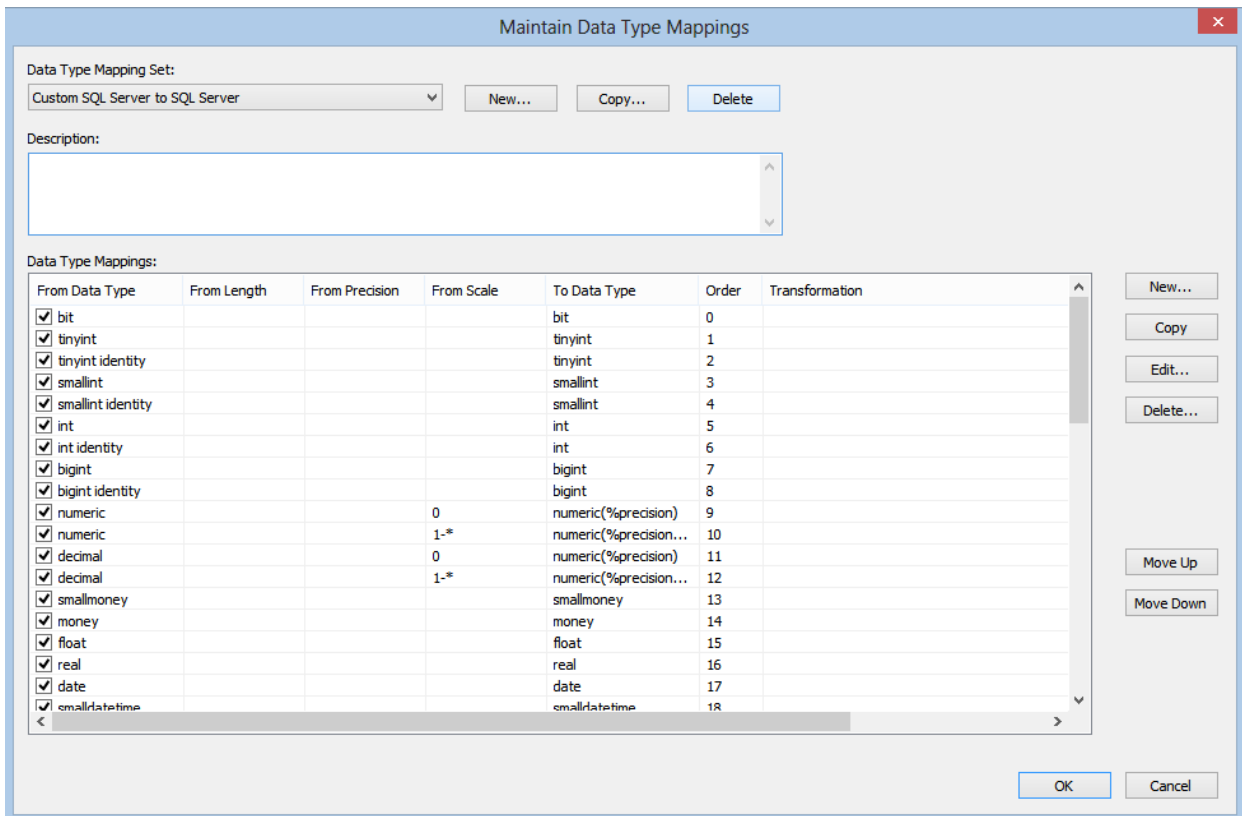 Maintain Data Type Mappings
Data Type Mapping Set:
Custom SQL Server to SQL Server New... Copy... Delete
Description:
Data Type Mappings:
From Data Type From Length From Precision From Scale To Data Type Order Transformation New...
bit bit 0
tinyint tinyint 1 Copy
tinyint identity tinyint 2
smallint smallint 3 Edit...
smallint identity smallint 4 Delete...
int int 5
int identity int 6
bigint bigint 7
bigint identity bigint 8
numeric 0 numeric(%precision) 9
numeric 1-* numeric(%precision... 10
decimal 0 numeric(%precision) 11
decimal 1-* numeric(%precision... 12 Move Up
smallmoney smallmoney 13 Move Down
money money 14
float float 15
real real 16
date date 17
smalldatetime smalldatetime 18
OK Cancel